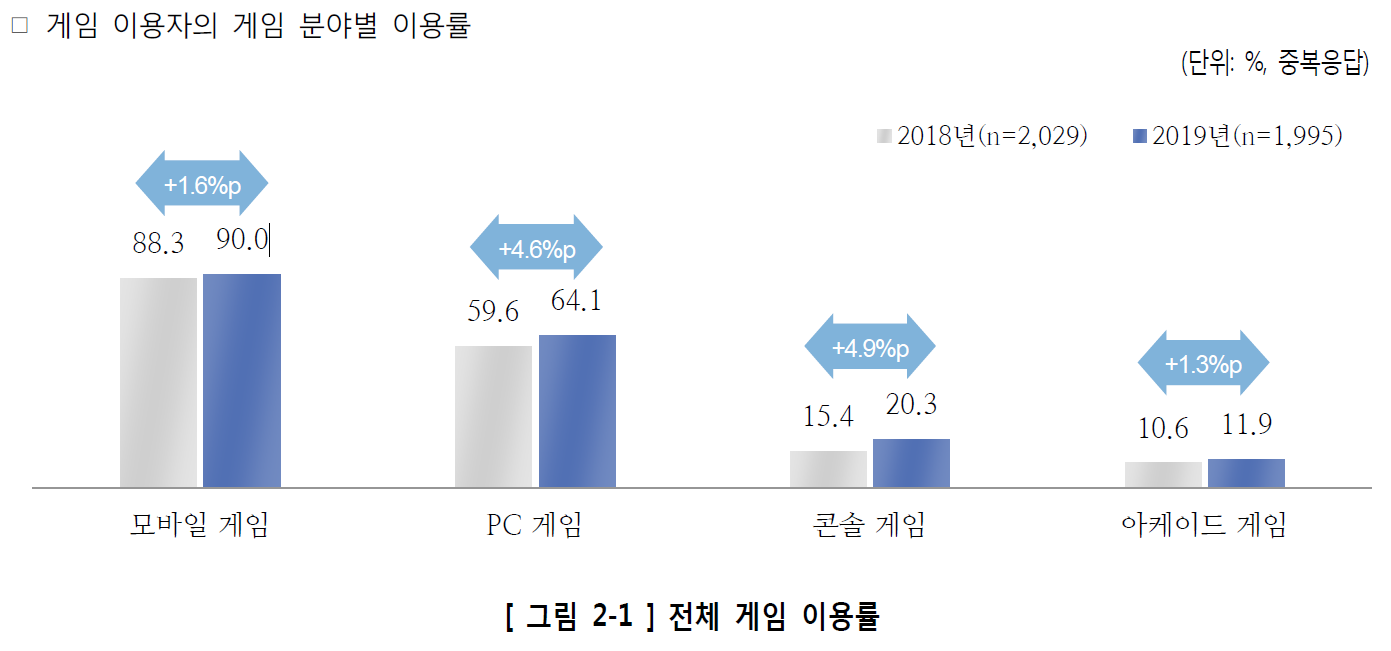 □ 게임 이용자의 게임 분야별 이용률
(단위: %, 중복응답)
2018년(n=2,029) 2019년(n=1,995)
+1.6%p
88.3 90.0
+4.6%p
59.6 64.1
+4.9%p
15.4 20.3
+1.3%p
10.6 11.9
모바일 게임 PC 게임 콘솔 게임 아케이드 게임
[ 그림 2-1 ] 전체 게임 이용률